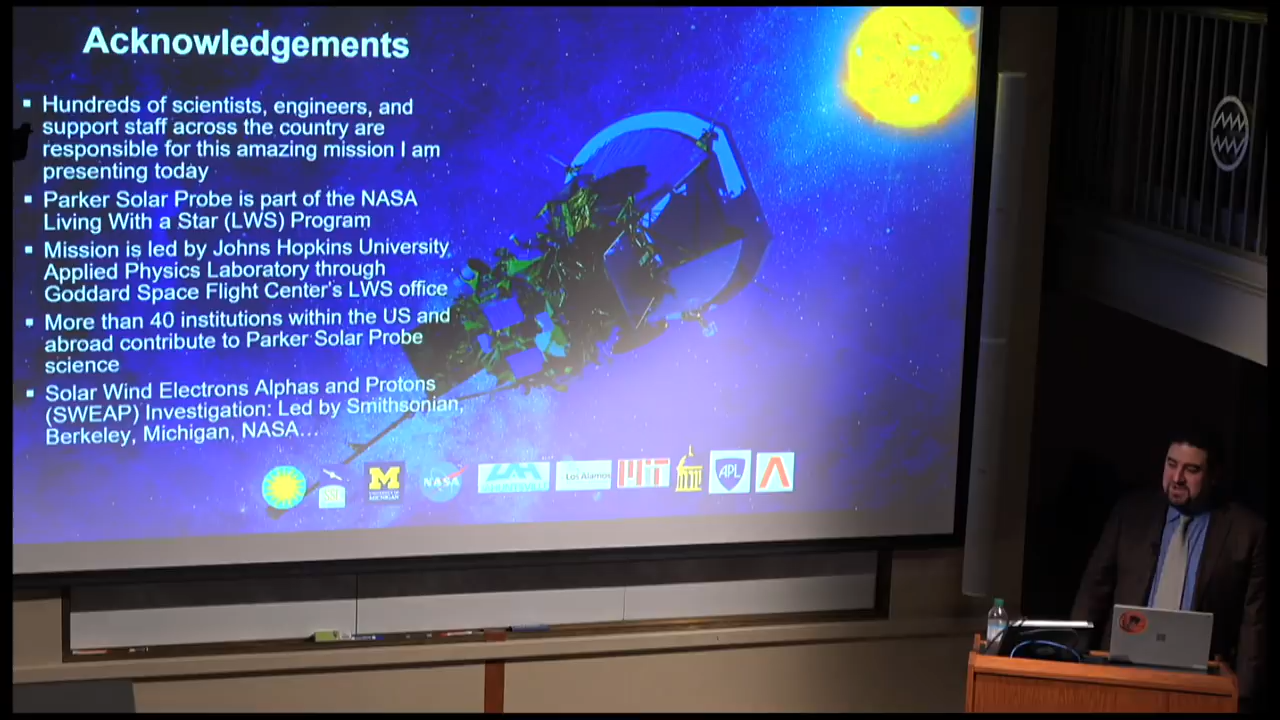 Acknowledgements
▪ Hundreds of scientists, engineers, and
support staff across the country are
responsible for this amazing mission I am
presenting today
▪ Parker Solar Probe is part of the NASA
Living With a Star (LWS) Program
▪ Mission is led by Johns Hopkins University
Applied Physics Laboratory through
Goddard Space Flight Center's LWS office
▪ More than 40 institutions within the US and
abroad contribute to Parker Solar Probe
science
▪ Solar Wind Electrons Alphas and Protons
(SWEAP) Investigation: Led by Smithsonian,
Berkeley, Michigan, NASA...
SSL M UNIVERSITY OF MICHIGAN NASA Los Alamos MIT APL